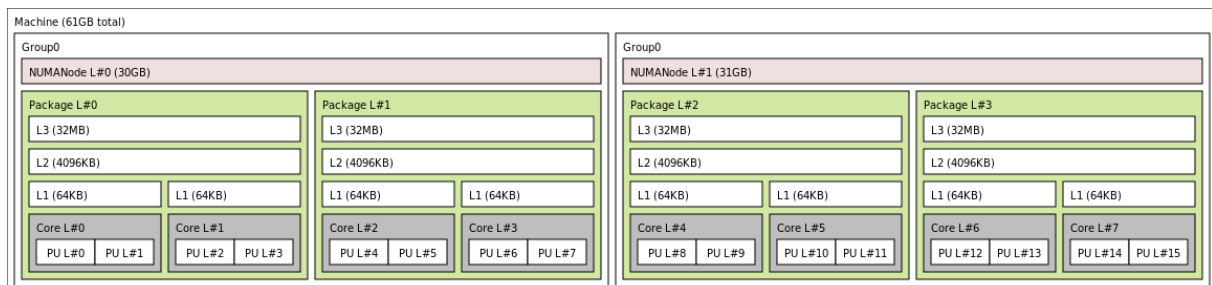 Machine (61GB total)
Group0
NUMANode L#0 (30GB)
Package L#0
L3 (32MB)
L2 (4096KB)
L1 (64KB)
L1 (64KB)
Core L#0
PU L#0
PU L#1
Core L#1
PU L#2
PU L#3
Package L#1
L3 (32MB)
L2 (4096KB)
L1 (64KB)
L1 (64KB)
Core L#2
PU L#4
PU L#5
Core L#3
PU L#6
PU L#7
Group0
NUMANode L#1 (31GB)
Package L#2
L3 (32MB)
L2 (4096KB)
L1 (64KB)
L1 (64KB)
Core L#4
PU L#8
PU L#9
Core L#5
PU L#10
PU L#11
Package L#3
L3 (32MB)
L2 (4096KB)
L1 (64KB)
L1 (64KB)
Core L#6
PU L#12
PU L#13
Core L#7
PU L#14
PU L#15